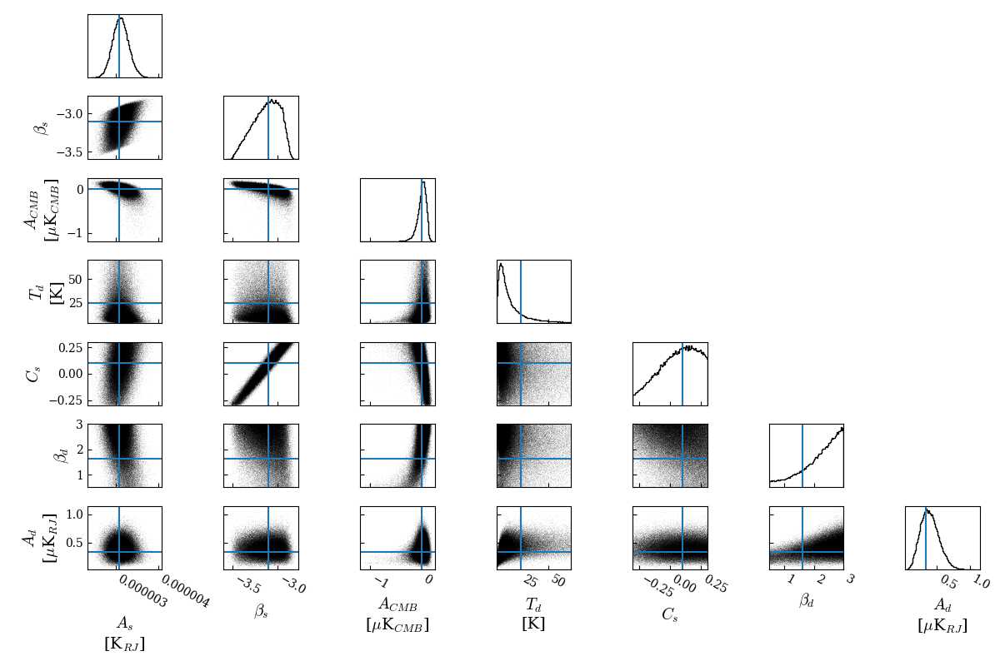 −3.0
β_s
−3.5
0
A_CMB
[μK_CMB]
−1
50
T_d
[K]
25
0.25
C_s
0.00
−0.25
3
β_d
2
1
1.0
A_d
[μK_RJ]
0.5
0.000003 0.000004 −3.5 −3.0 −1 0 25 50 −0.25 0.00 0.25 1 2 3 0.5 1.0
A_s β_s A_CMB T_d C_s β_d A_d
[K_RJ] [μK_CMB] [K] [μK_RJ]